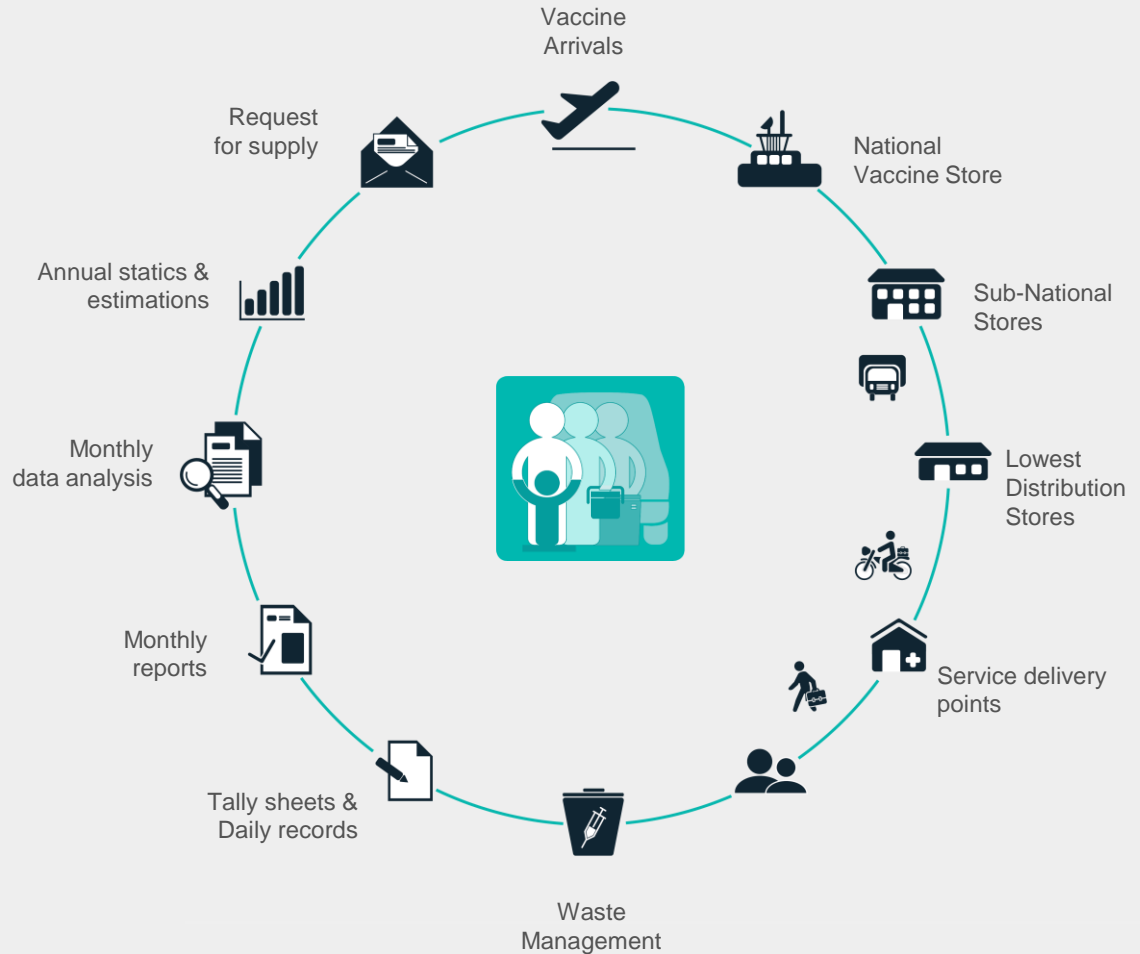 Vaccine
Arrivals
National
Vaccine Store
Sub-National
Stores
Lowest
Distribution
Stores
Service delivery
points
Waste
Management
Tally sheets &
Daily records
Monthly
reports
Monthly
data analysis
Annual statics &
estimations
Request
for supply